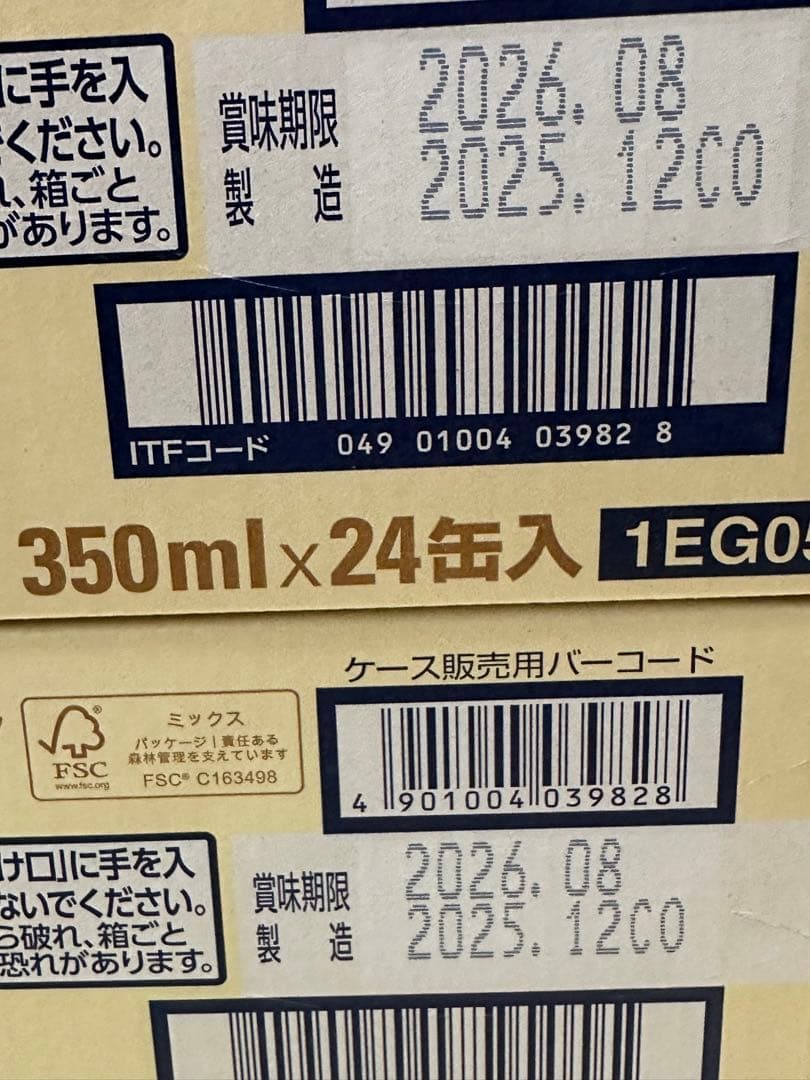 に手を入
ください。
れ、箱ごと
があります。
賞味期限 2026.08
製造 2025.12CO
ITFコード 049 01004 03982 8
350ml×24缶入 1EG05
ケース販売用バーコード
4 901004 039828
ミックス
パッケージ|責任ある
森林管理を支えています
FSC® C163498
FSC
www.fsc.org
け口」に手を入
ないでください。
ら破れ、箱ごと
恐れがあります。
賞味期限 2026.08
製造 2025.12CO